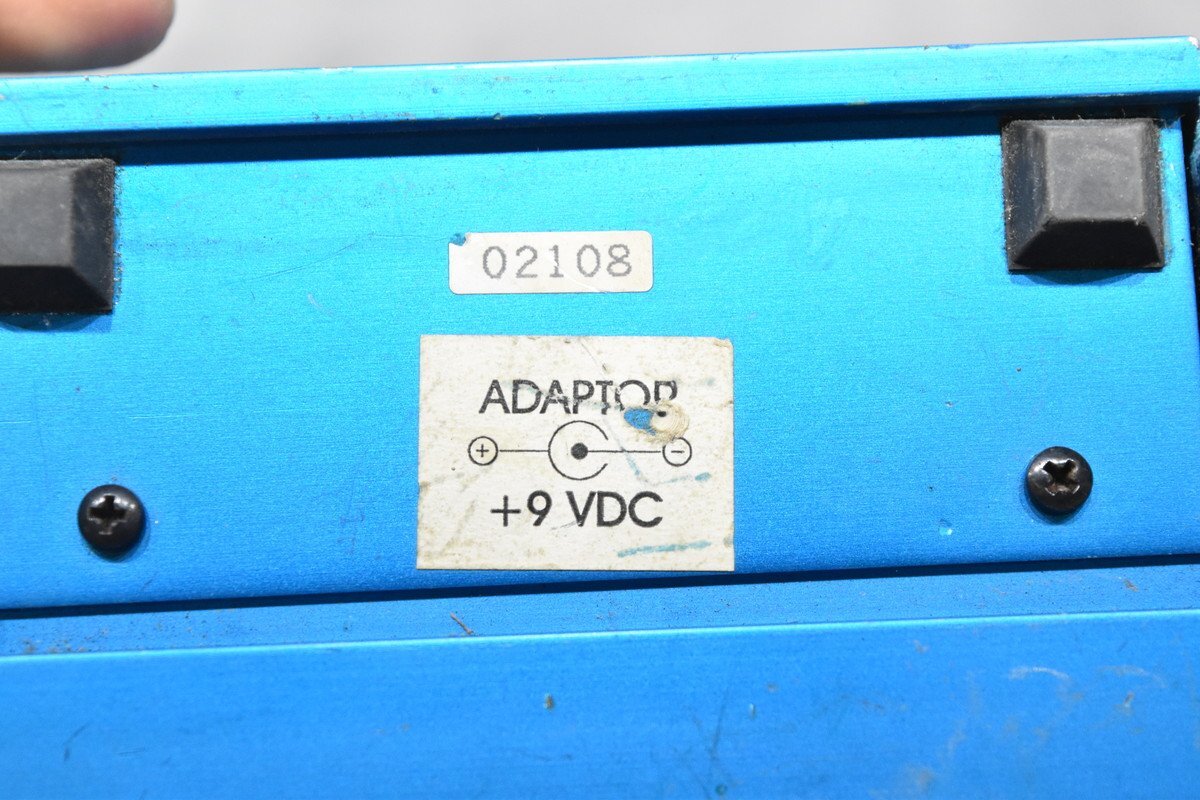 02108
ADAPTOR
+ −
+9 VDC